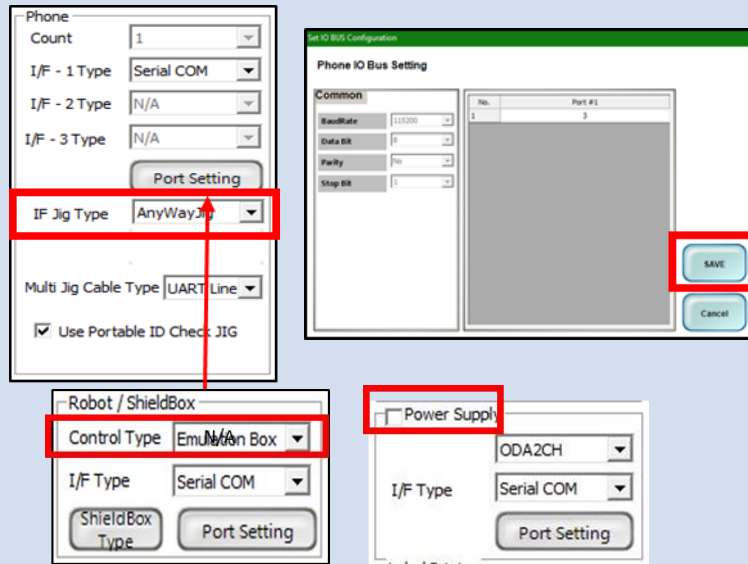 Phone
Count 1
I/F - 1 Type Serial COM
I/F - 2 Type N/A
I/F - 3 Type N/A
Port Setting
IF Jig Type AnyWayJig
Multi Jig Cable Type UART Line
Use Portable ID Check JIG
Set IO BUS Configuration
Phone IO Bus Setting
Common
BaudRate 115200
Data Bit 8
Parity No
Stop Bit 1
No. Port #1
1 3
SAVE
Cancel
Robot / ShieldBox
Control Type Emulation Box N/A
I/F Type Serial COM
ShieldBox
Type
Port Setting
Power Supply
ODA2CH
I/F Type Serial COM
Port Setting